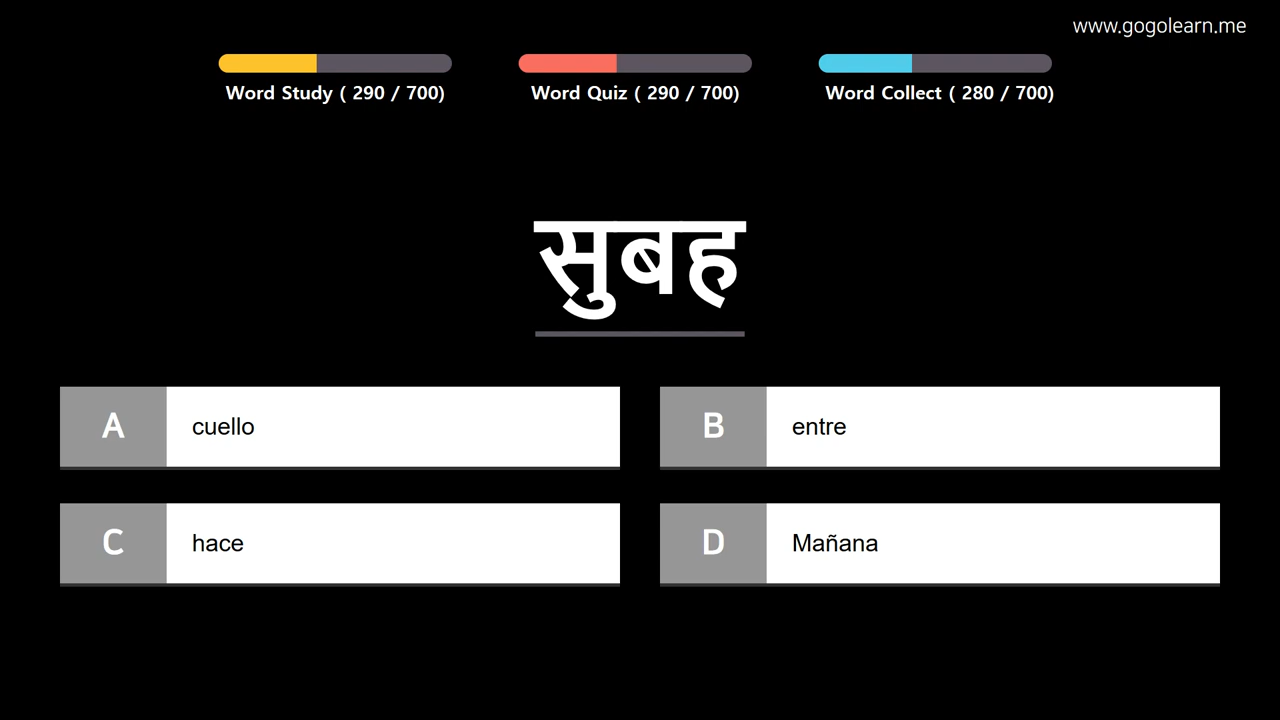 www.gogolearn.me
Word Study ( 290 / 700)
Word Quiz ( 290 / 700)
Word Collect ( 280 / 700)
सुबह
A cuello
B entre
C hace
D Mañana